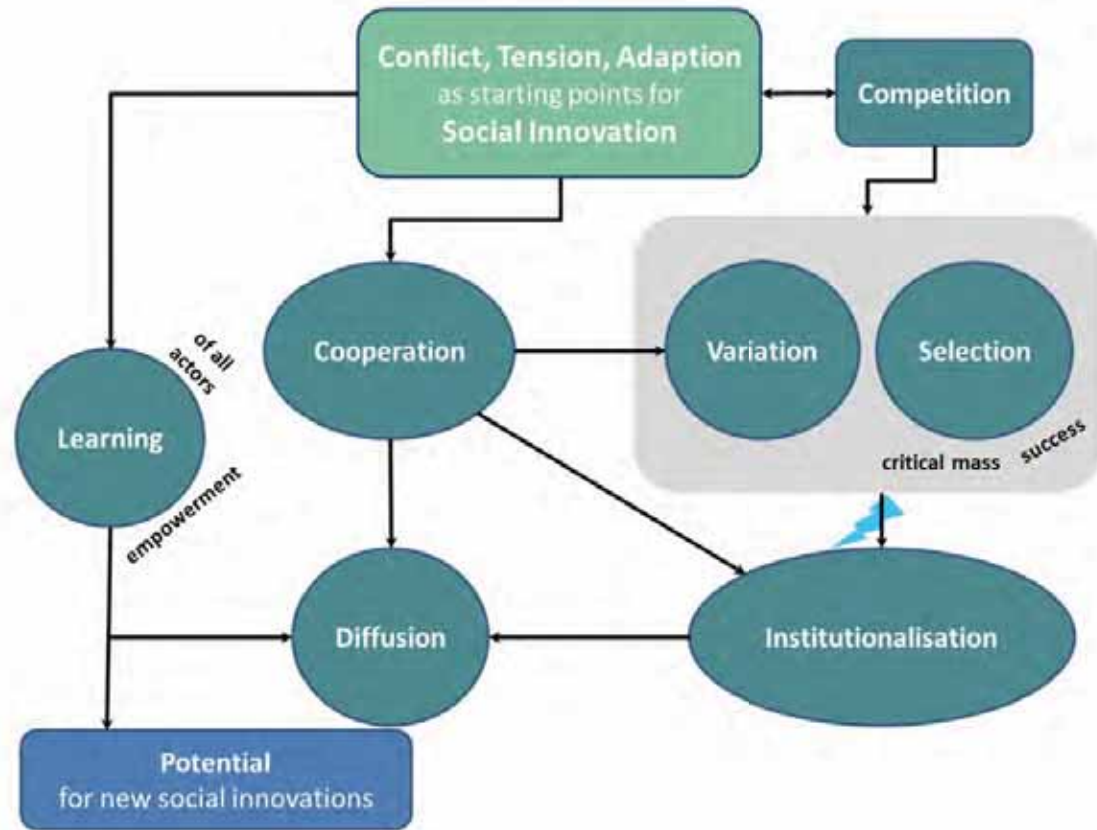 Conflict, Tension, Adaption
as starting points for
Social Innovation
Competition
of all
actors
Learning
empowerment
Cooperation
Variation
Selection
critical mass
success
Diffusion
Institutionalisation
Potential
for new social innovations